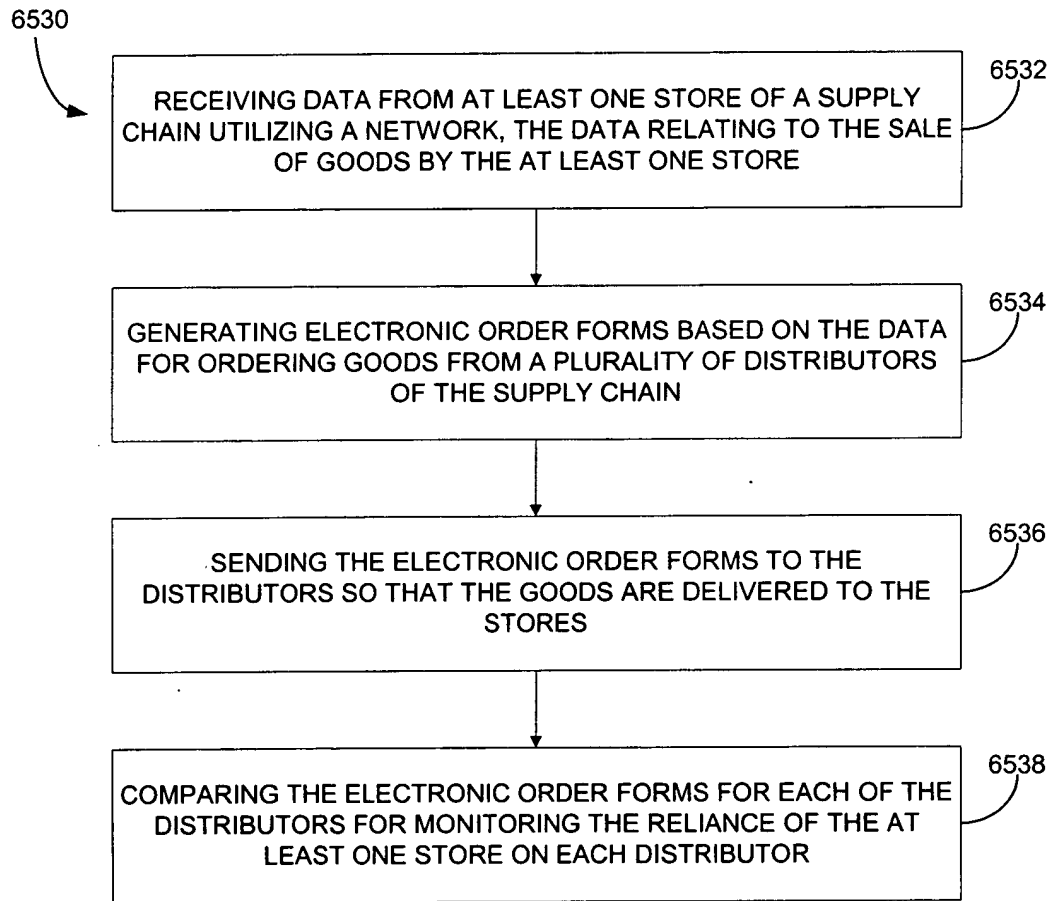 6530
6532
RECEIVING DATA FROM AT LEAST ONE STORE OF A SUPPLY
CHAIN UTILIZING A NETWORK, THE DATA RELATING TO THE SALE
OF GOODS BY THE AT LEAST ONE STORE
6534
GENERATING ELECTRONIC ORDER FORMS BASED ON THE DATA
FOR ORDERING GOODS FROM A PLURALITY OF DISTRIBUTORS
OF THE SUPPLY CHAIN
6536
SENDING THE ELECTRONIC ORDER FORMS TO THE
DISTRIBUTORS SO THAT THE GOODS ARE DELIVERED TO THE
STORES
6538
COMPARING THE ELECTRONIC ORDER FORMS FOR EACH OF THE
DISTRIBUTORS FOR MONITORING THE RELIANCE OF THE AT
LEAST ONE STORE ON EACH DISTRIBUTOR